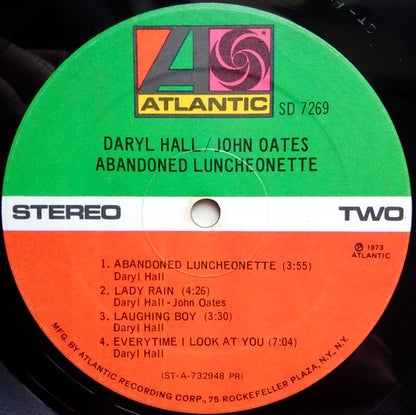 ATLANTIC
SD 7269
DARYL HALL / JOHN OATES
ABANDONED LUNCHEONETTE
STEREO
TWO
℗ 1973
ATLANTIC
1. ABANDONED LUNCHEONETTE (3:55)
Daryl Hall
2. LADY RAIN (4:26)
Daryl Hall - John Oates
3. LAUGHING BOY (3:30)
Daryl Hall
4. EVERYTIME I LOOK AT YOU (7:04)
Daryl Hall
(ST-A-732948 PR)
MFG. BY ATLANTIC RECORDING CORP., 75 ROCKEFELLER PLAZA, N.Y., N.Y.